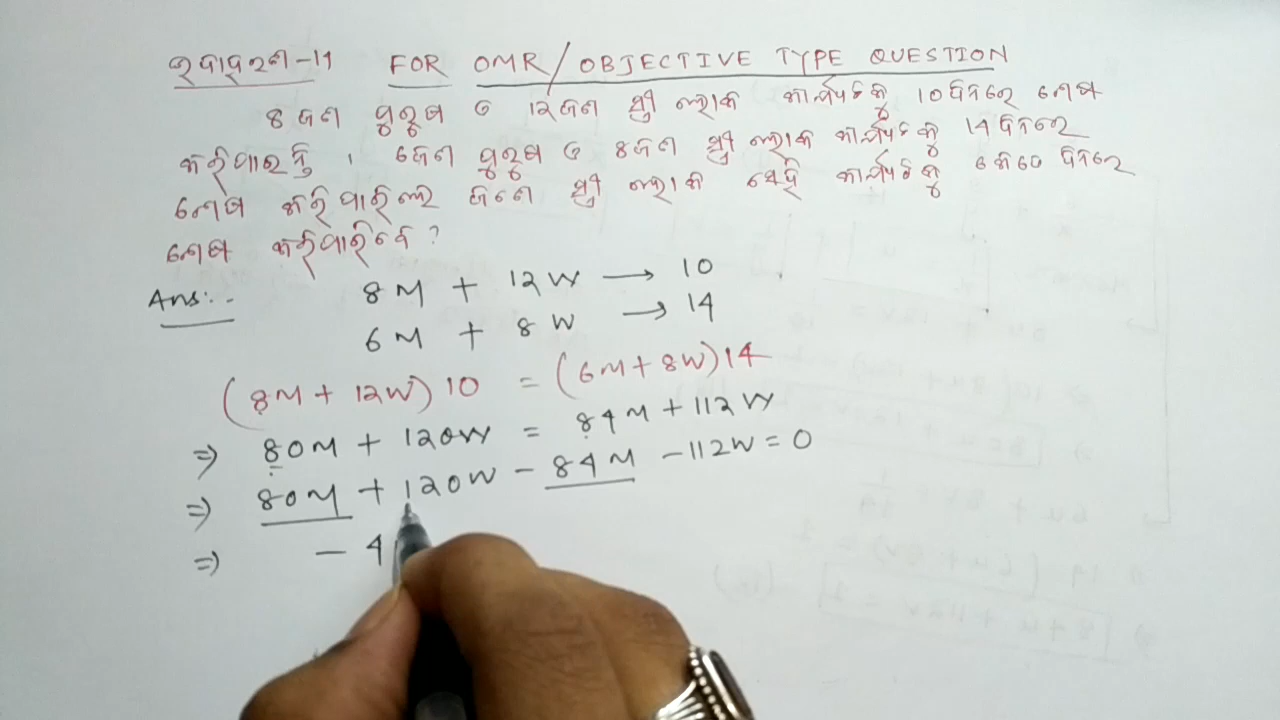 ଉଦାହରଣ-11 FOR OMR/OBJECTIVE TYPE QUESTION
8 ଜଣ ପୁରୁଷ ଓ 12ଜଣ ସ୍ତ୍ରୀ ଲୋକ କାର୍ଯ୍ୟଟିକୁ 10ଦିନରେ ଶେଷ
କରିପାରନ୍ତି । 6ଜଣ ପୁରୁଷ ଓ 8ଜଣ ସ୍ତ୍ରୀ ଲୋକ କାର୍ଯ୍ୟଟିକୁ 14ଦିନରେ
ଶେଷ କରିପାରିଲେ ଜଣେ ସ୍ତ୍ରୀ ଲୋକ ସେହି କାର୍ଯ୍ୟଟିକୁ କେତେ ଦିନରେ
ଶେଷ କରିପାରିବେ ?
Ans:- 8M + 12W → 10
6M + 8W → 14
(8M + 12W) 10 = (6M + 8W) 14
⇒ 80M + 120W = 84M + 112W
⇒ 80M + 120W - 84M - 112W = 0
⇒ - 4